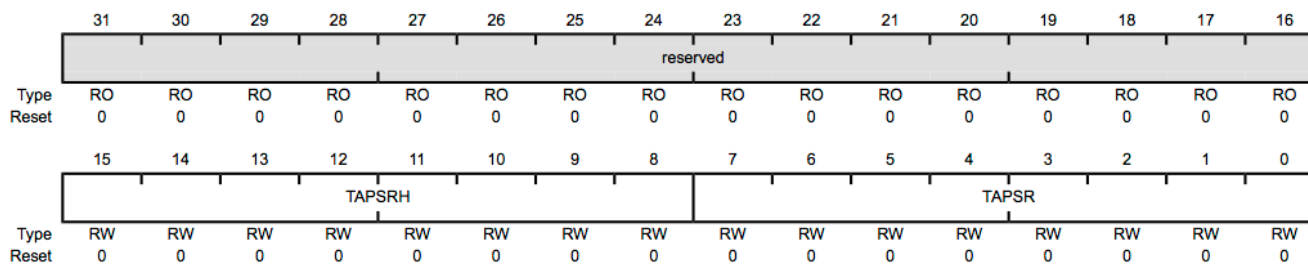 31 30 29 28 27 26 25 24 23 22 21 20 19 18 17 16
reserved
Type RO RO RO RO RO RO RO RO RO RO RO RO RO RO RO RO
Reset 0 0 0 0 0 0 0 0 0 0 0 0 0 0 0 0
15 14 13 12 11 10 9 8 7 6 5 4 3 2 1 0
TAPSRH TAPSR
Type RW RW RW RW RW RW RW RW RW RW RW RW RW RW RW RW
Reset 0 0 0 0 0 0 0 0 0 0 0 0 0 0 0 0